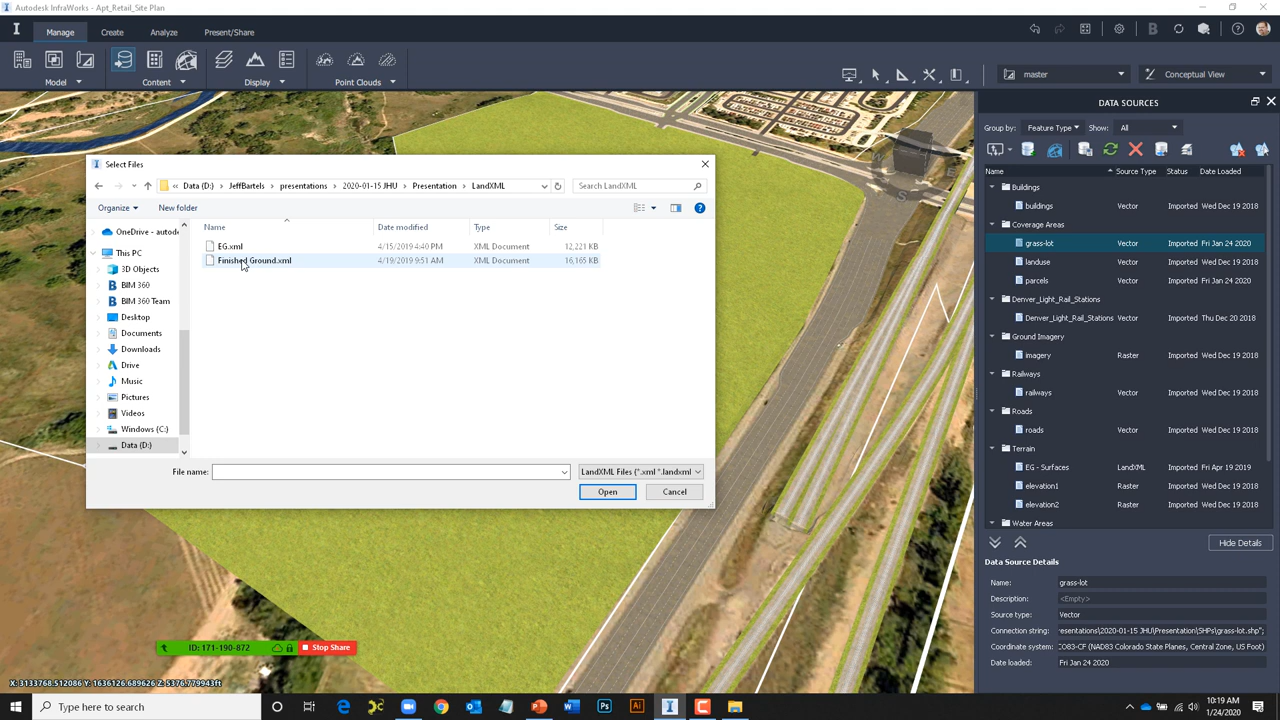 Autodesk InfraWorks - Apt_Retail_Site Plan
I Manage Create Analyze Present/Share
Model Content Display Point Clouds
master Conceptual View
DATA SOURCES
Group by: Feature Type Show: All
Name Source Type Status Date Loaded
Buildings
buildings Vector Imported Wed Dec 19 2018
Coverage Areas
grass-lot Vector Imported Fri Jan 24 2020
landuse Vector Imported Wed Dec 19 2018
parcels Vector Imported Fri Jan 24 2020
Denver_Light_Rail_Stations
Denver_Light_Rail_Stations Vector Imported Thu Dec 20 2018
Ground Imagery
imagery Raster Imported Wed Dec 19 2018
Railways
railways Vector Imported Wed Dec 19 2018
Roads
roads Vector Imported Wed Dec 19 2018
Terrain
EG - Surfaces LandXML Imported Fri Apr 19 2019
elevation1 Raster Imported Wed Dec 19 2018
elevation2 Raster Imported Wed Dec 19 2018
Water Areas
Hide Details
Data Source Details
Name: grass-lot
Description: <Empty>
Source type: Vector
Connection string: resentations\2020-01-15 JHU\Presentation\SHPs\grass-lot.shp";
Coordinate system: CO83-CF (NAD83 Colorado State Planes, Central Zone, US Foot)
Date loaded: Fri Jan 24 2020
Select Files
« Data (D:) JeffBartels presentations 2020-01-15 JHU Presentation LandXML Search LandXML
Organize New folder
Name Date modified Type Size
EG.xml 4/15/2019 4:40 PM XML Document 12,221 KB
Finished Ground.xml 4/19/2019 9:51 AM XML Document 16,165 KB
OneDrive - autode
This PC
3D Objects
BIM 360
BIM 360 Team
Desktop
Documents
Downloads
Drive
Music
Pictures
Videos
Windows (C:)
Data (D:)
File name: LandXML Files (*.xml *.landxml
Open Cancel
W S E
ID: 171-190-872 Stop Share
X: 3133768.512086 Y: 1636126.689626 Z: 5376.779943ft
Type here to search
10:19 AM
1/24/2020